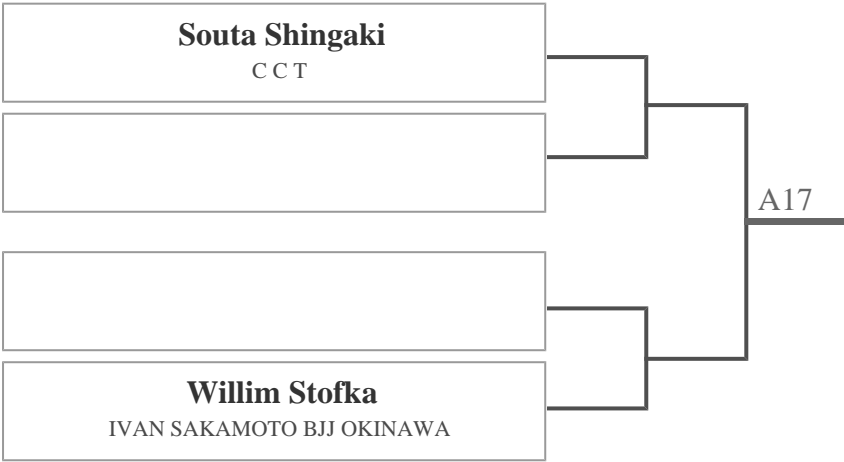 Souta Shingaki
C C T
A17
Willim Stofka
IVAN SAKAMOTO BJJ OKINAWA